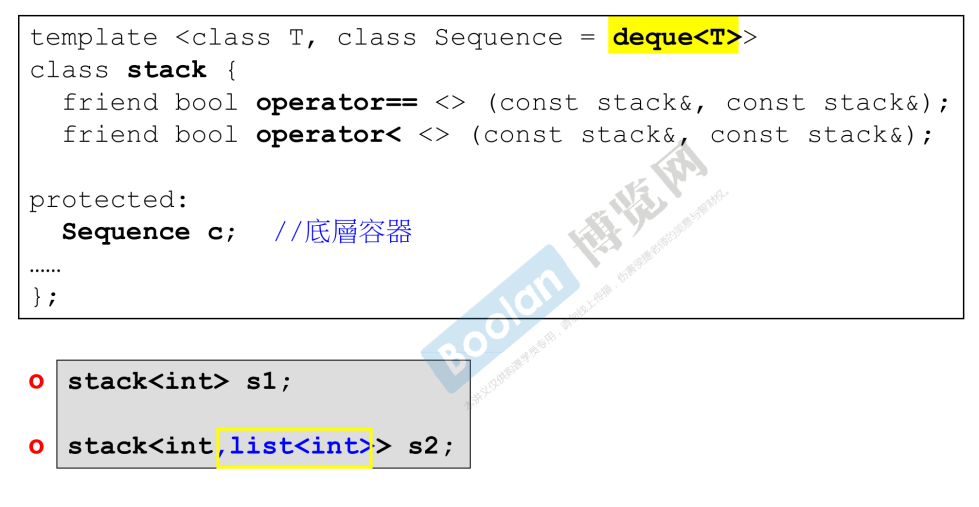 template <class T, class Sequence = deque<T>>
class stack {
friend bool operator== <> (const stack&, const stack&);
friend bool operator< <> (const stack&, const stack&);
protected:
Sequence c; //底層容器
……
};
Boolan 博览网
o stack<int> s1;
o stack<int,list<int>> s2;